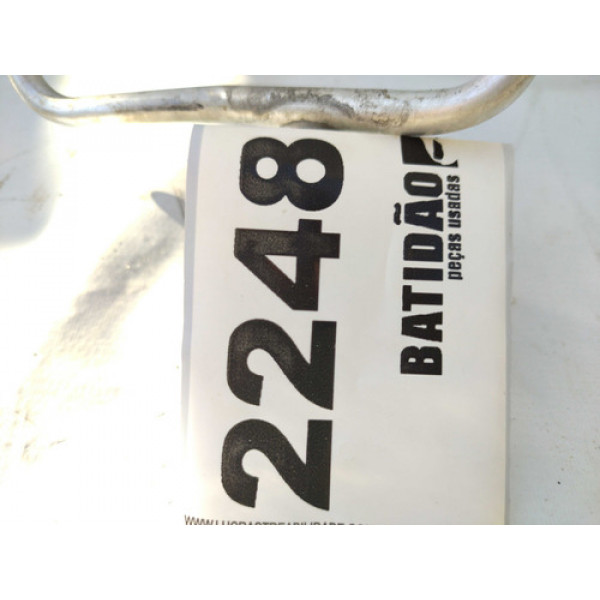 2248
BATIDÃO
peças usadas